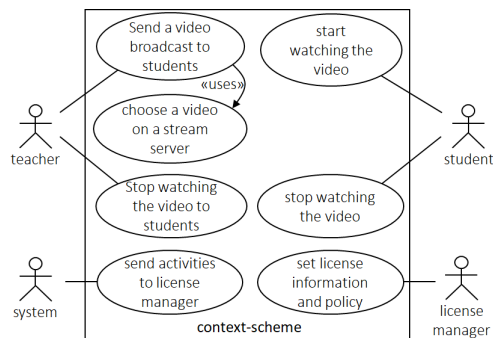 Send a video
broadcast to
students
start
watching the
video
«uses»
choose a video
on a stream
server
teacher
student
Stop watching
the video to
students
stop watching
the video
send activities
to license
manager
set license
information
and policy
system
license
manager
context-scheme